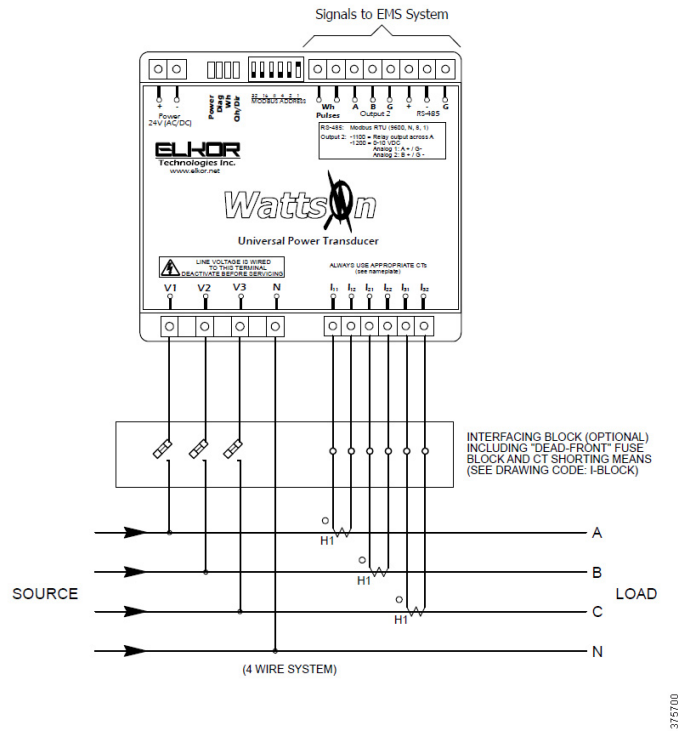 Signals to EMS System
+ -
Power
24V (AC/DC)
Power
Diag
Wh
Qh/Dir
32 16 8 4 2 1
MODBUS ADDRESS
Wh
Pulses
A B G
Output 2
+ - G
RS-485
RS-485: Modbus RTU (9600, N, 8, 1)
Output 2: -1100 = Relay output across A
-1200 = 0-10 VDC
Analog 1: A + / G-
Analog 2: B + / G -
ELKOR
Technologies Inc.
www.elkor.net
WattsOn
Universal Power Transducer
LINE VOLTAGE IS WIRED
TO THIS TERMINAL
DEACTIVATE BEFORE SERVICING
ALWAYS USE APPROPRIATE CTs
(see nameplate)
V1 V2 V3 N
I11 I12 I21 I22 I31 I32
INTERFACING BLOCK (OPTIONAL)
INCLUDING "DEAD-FRONT" FUSE
BLOCK AND CT SHORTING MEANS
(SEE DRAWING CODE: I-BLOCK)
H1
A
H1
B
SOURCE
LOAD
H1
C
N
(4 WIRE SYSTEM)
375700